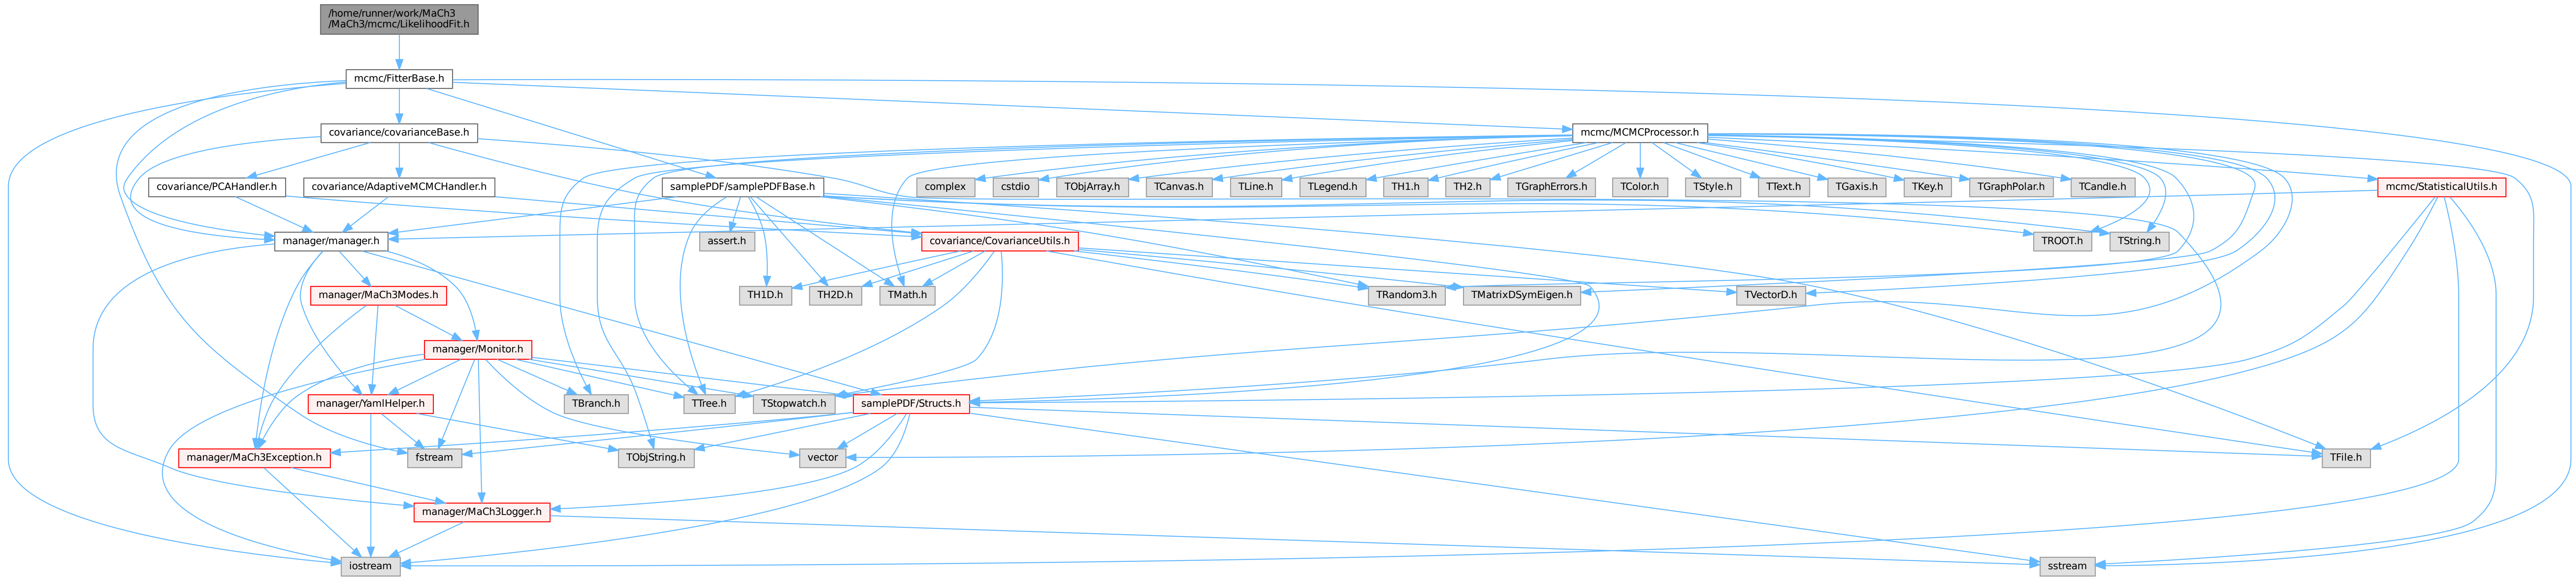 /home/runner/work/MaCh3
/MaCh3/mcmc/LikelihoodFit.h
mcmc/FitterBase.h
covariance/covarianceBase.h
mcmc/MCMCProcessor.h
covariance/PCAHandler.h
covariance/AdaptiveMCMCHandler.h
samplePDF/samplePDFBase.h
complex
cstdio
TObjArray.h
TCanvas.h
TLine.h
TLegend.h
TH1.h
TH2.h
TGraphErrors.h
TColor.h
TStyle.h
TText.h
TGaxis.h
TKey.h
TGraphPolar.h
TCandle.h
mcmc/StatisticalUtils.h
manager/manager.h
assert.h
covariance/CovarianceUtils.h
TROOT.h
TString.h
manager/MaCh3Modes.h
TH1D.h
TH2D.h
TMath.h
TRandom3.h
TMatrixDSymEigen.h
TVectorD.h
manager/Monitor.h
manager/YamlHelper.h
TBranch.h
TTree.h
TStopwatch.h
samplePDF/Structs.h
manager/MaCh3Exception.h
fstream
TObjString.h
vector
TFile.h
manager/MaCh3Logger.h
iostream
sstream